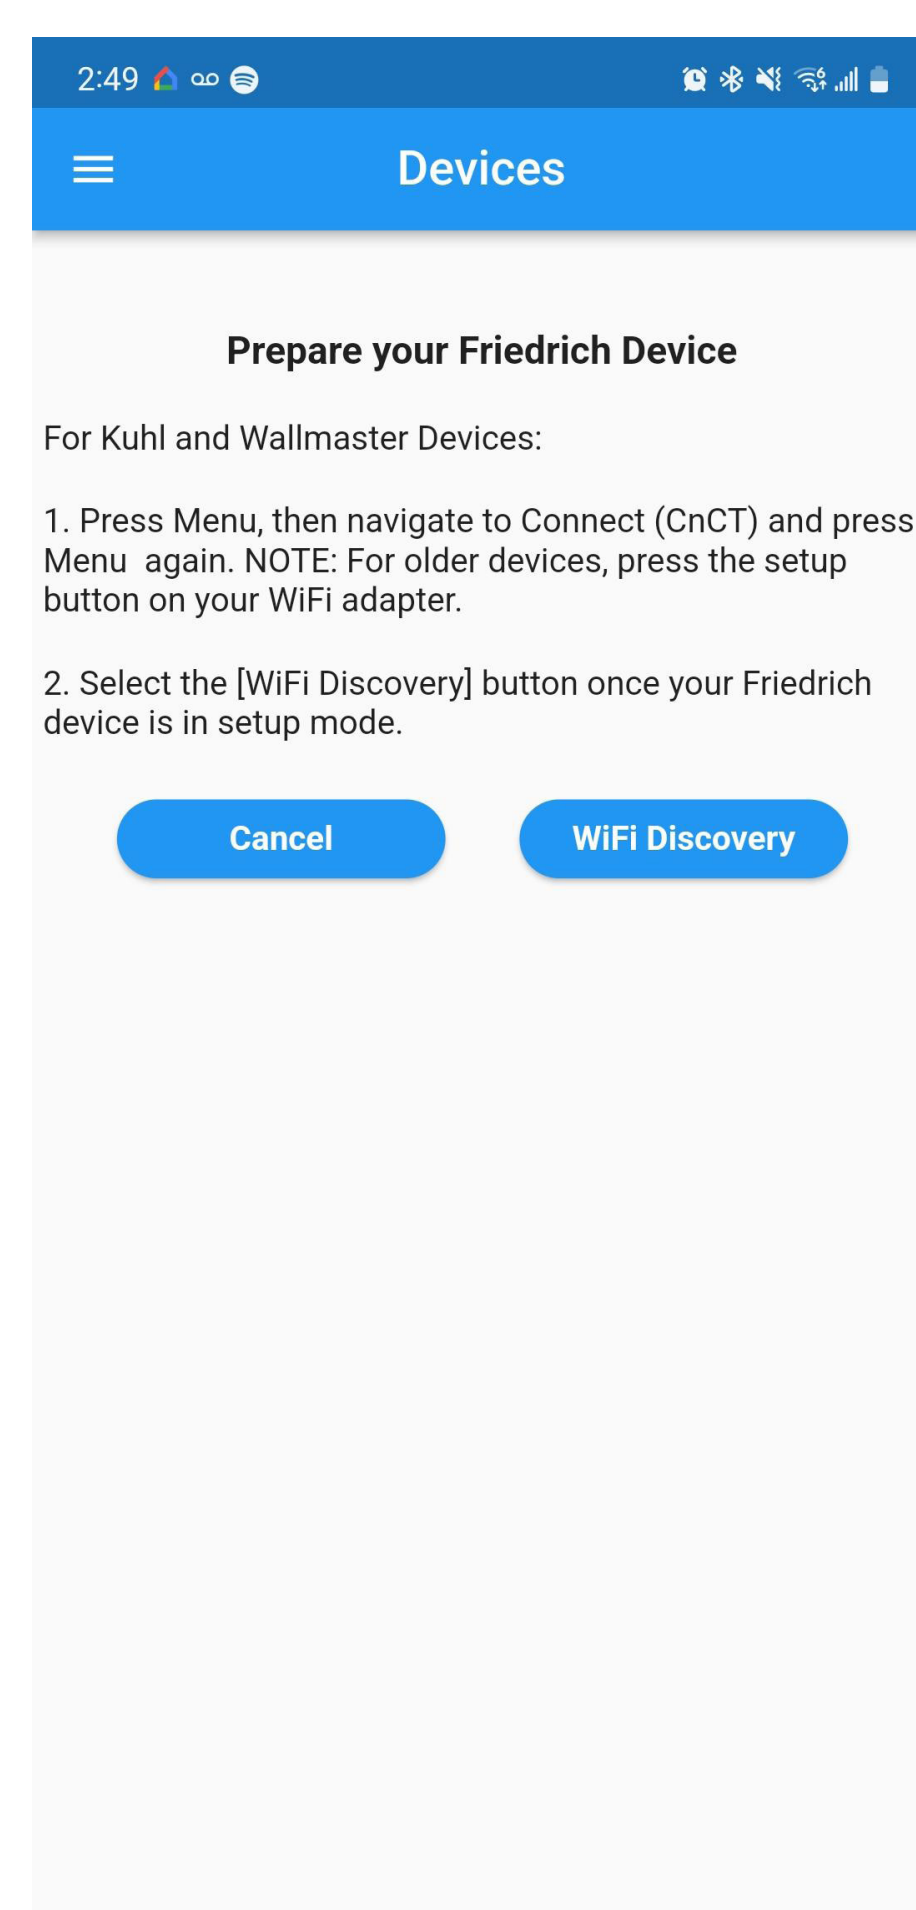 2:49
Devices
Prepare your Friedrich Device
For Kuhl and Wallmaster Devices:
1. Press Menu, then navigate to Connect (CnCT) and press
Menu  again. NOTE: For older devices, press the setup
button on your WiFi adapter.
2. Select the [WiFi Discovery] button once your Friedrich
device is in setup mode.
Cancel
WiFi Discovery